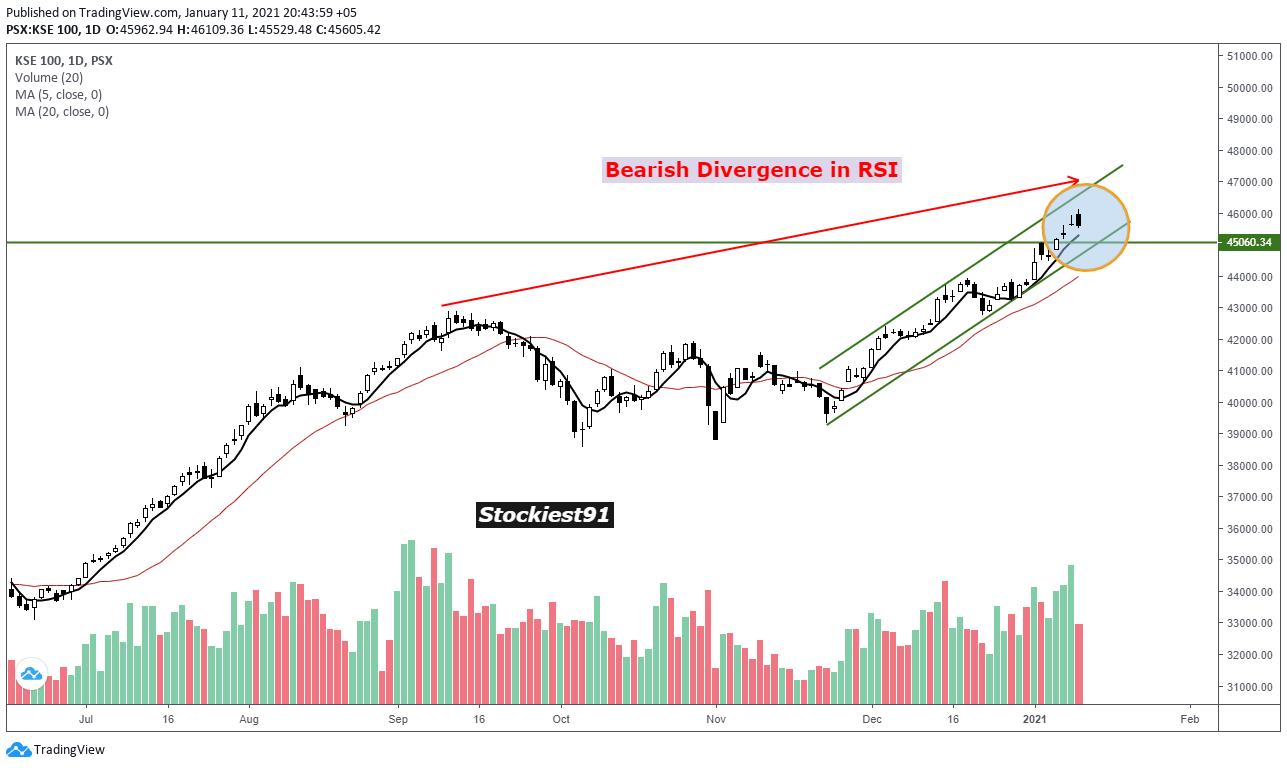 Published on TradingView.com, January 11, 2021 20:43:59 +05
PSX:KSE 100, 1D O:45962.94 H:46109.36 L:45529.48 C:45605.42
KSE 100, 1D, PSX
Volume (20)
MA (5, close, 0)
MA (20, close, 0)
Bearish Divergence in RSI
Stockiest91
51000.00
50000.00
49000.00
48000.00
47000.00
46000.00
45060.34
44000.00
43000.00
42000.00
41000.00
40000.00
39000.00
38000.00
37000.00
36000.00
35000.00
34000.00
33000.00
32000.00
31000.00
Jul 16 Aug Sep 16 Oct Nov Dec 16 2021 Feb
TradingView